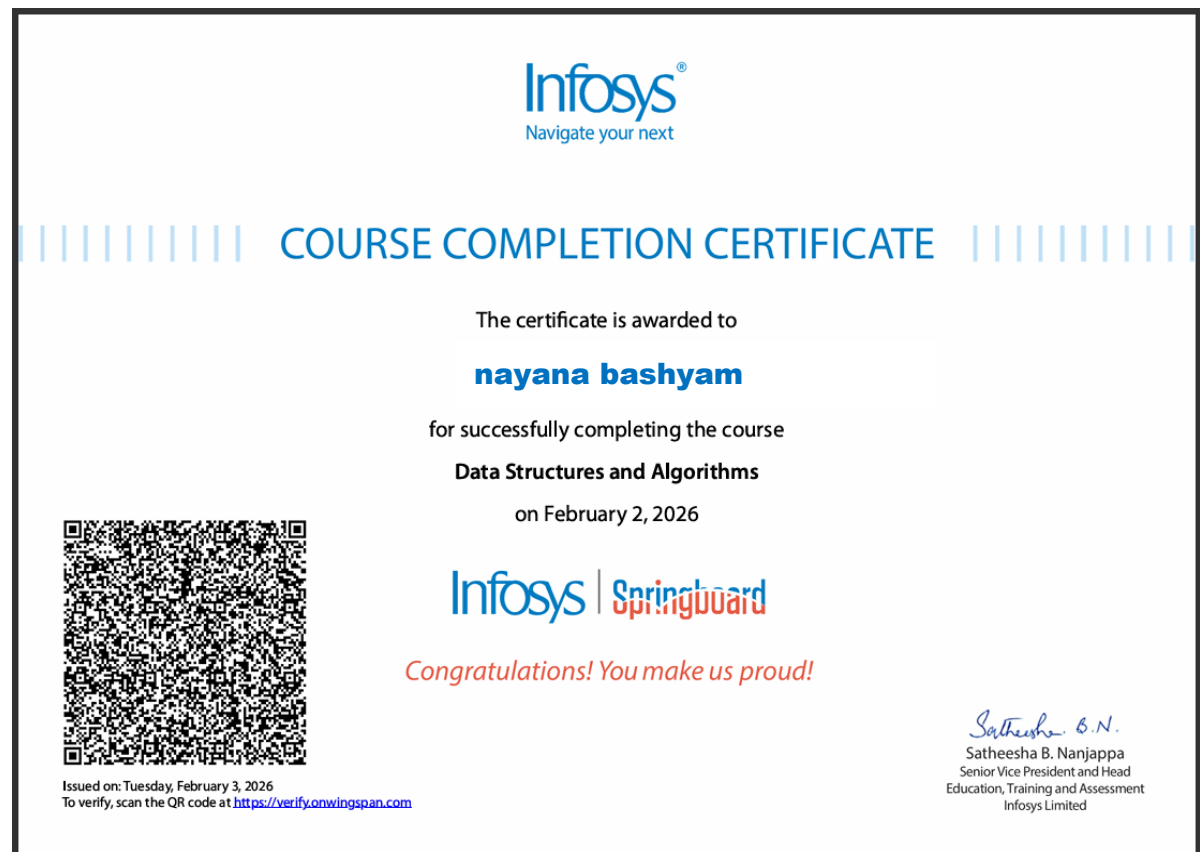 Infosys®
Navigate your next
COURSE COMPLETION CERTIFICATE
The certificate is awarded to
nayana bashyam
for successfully completing the course
Data Structures and Algorithms
on February 2, 2026
Infosys | Springboard
Congratulations! You make us proud!
Issued on: Tuesday, February 3, 2026
To verify, scan the QR code at https://verify.onwingspan.com
Satheesha B.N.
Satheesha B. Nanjappa
Senior Vice President and Head
Education, Training and Assessment
Infosys Limited